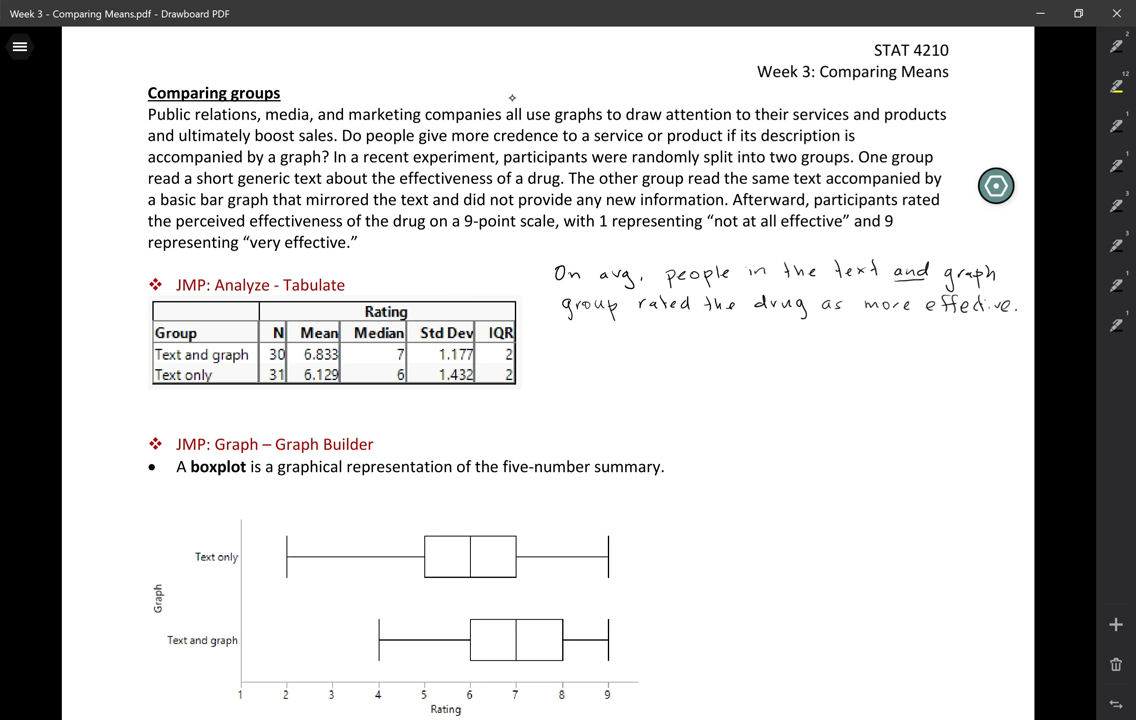 Week 3 - Comparing Means.pdf - Drawboard PDF
STAT 4210
Week 3: Comparing Means
Comparing groups
Public relations, media, and marketing companies all use graphs to draw attention to their services and products
and ultimately boost sales. Do people give more credence to a service or product if its description is
accompanied by a graph? In a recent experiment, participants were randomly split into two groups. One group
read a short generic text about the effectiveness of a drug. The other group read the same text accompanied by
a basic bar graph that mirrored the text and did not provide any new information. Afterward, participants rated
the perceived effectiveness of the drug on a 9-point scale, with 1 representing “not at all effective” and 9
representing “very effective.”
On avg, people in the text and graph
group rated the drug as more effective.
❖ JMP: Analyze - Tabulate
Rating
Group N Mean Median Std Dev IQR
Text and graph 30 6.833 7 1.177 2
Text only 31 6.129 6 1.432 2
❖ JMP: Graph – Graph Builder
• A boxplot is a graphical representation of the five-number summary.
Text only
Graph
Text and graph
1 2 3 4 5 6 7 8 9
Rating
2
12
1
1
3
3
1
1